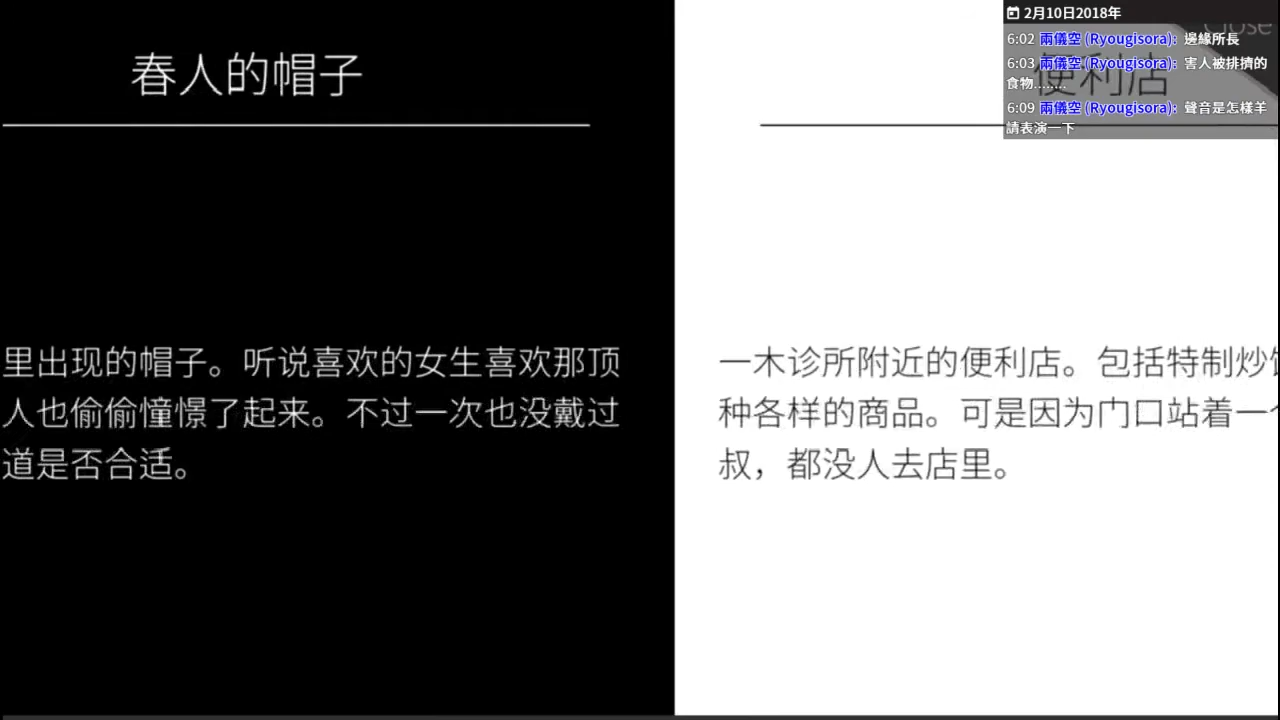 春人的帽子
里出现的帽子。听说喜欢的女生喜欢那顶
人也偷偷憧憬了起来。不过一次也没戴过
道是否合适。
便利店
一木诊所附近的便利店。包括特制炒
种各样的商品。可是因为门口站着一
叔，都没人去店里。
Close
2月10日2018年
6:02 兩儀空 (Ryougisora): 邊緣所長
6:03 兩儀空 (Ryougisora): 害人被排擠的
食物........
6:09 兩儀空 (Ryougisora): 聲音是怎樣羊
請表演一下